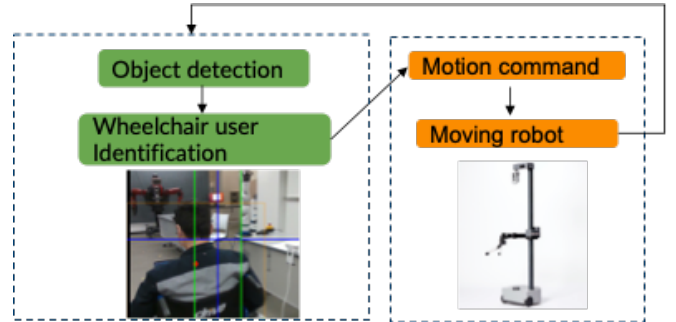 Object detection
Motion command
Wheelchair user
Identification
Moving robot